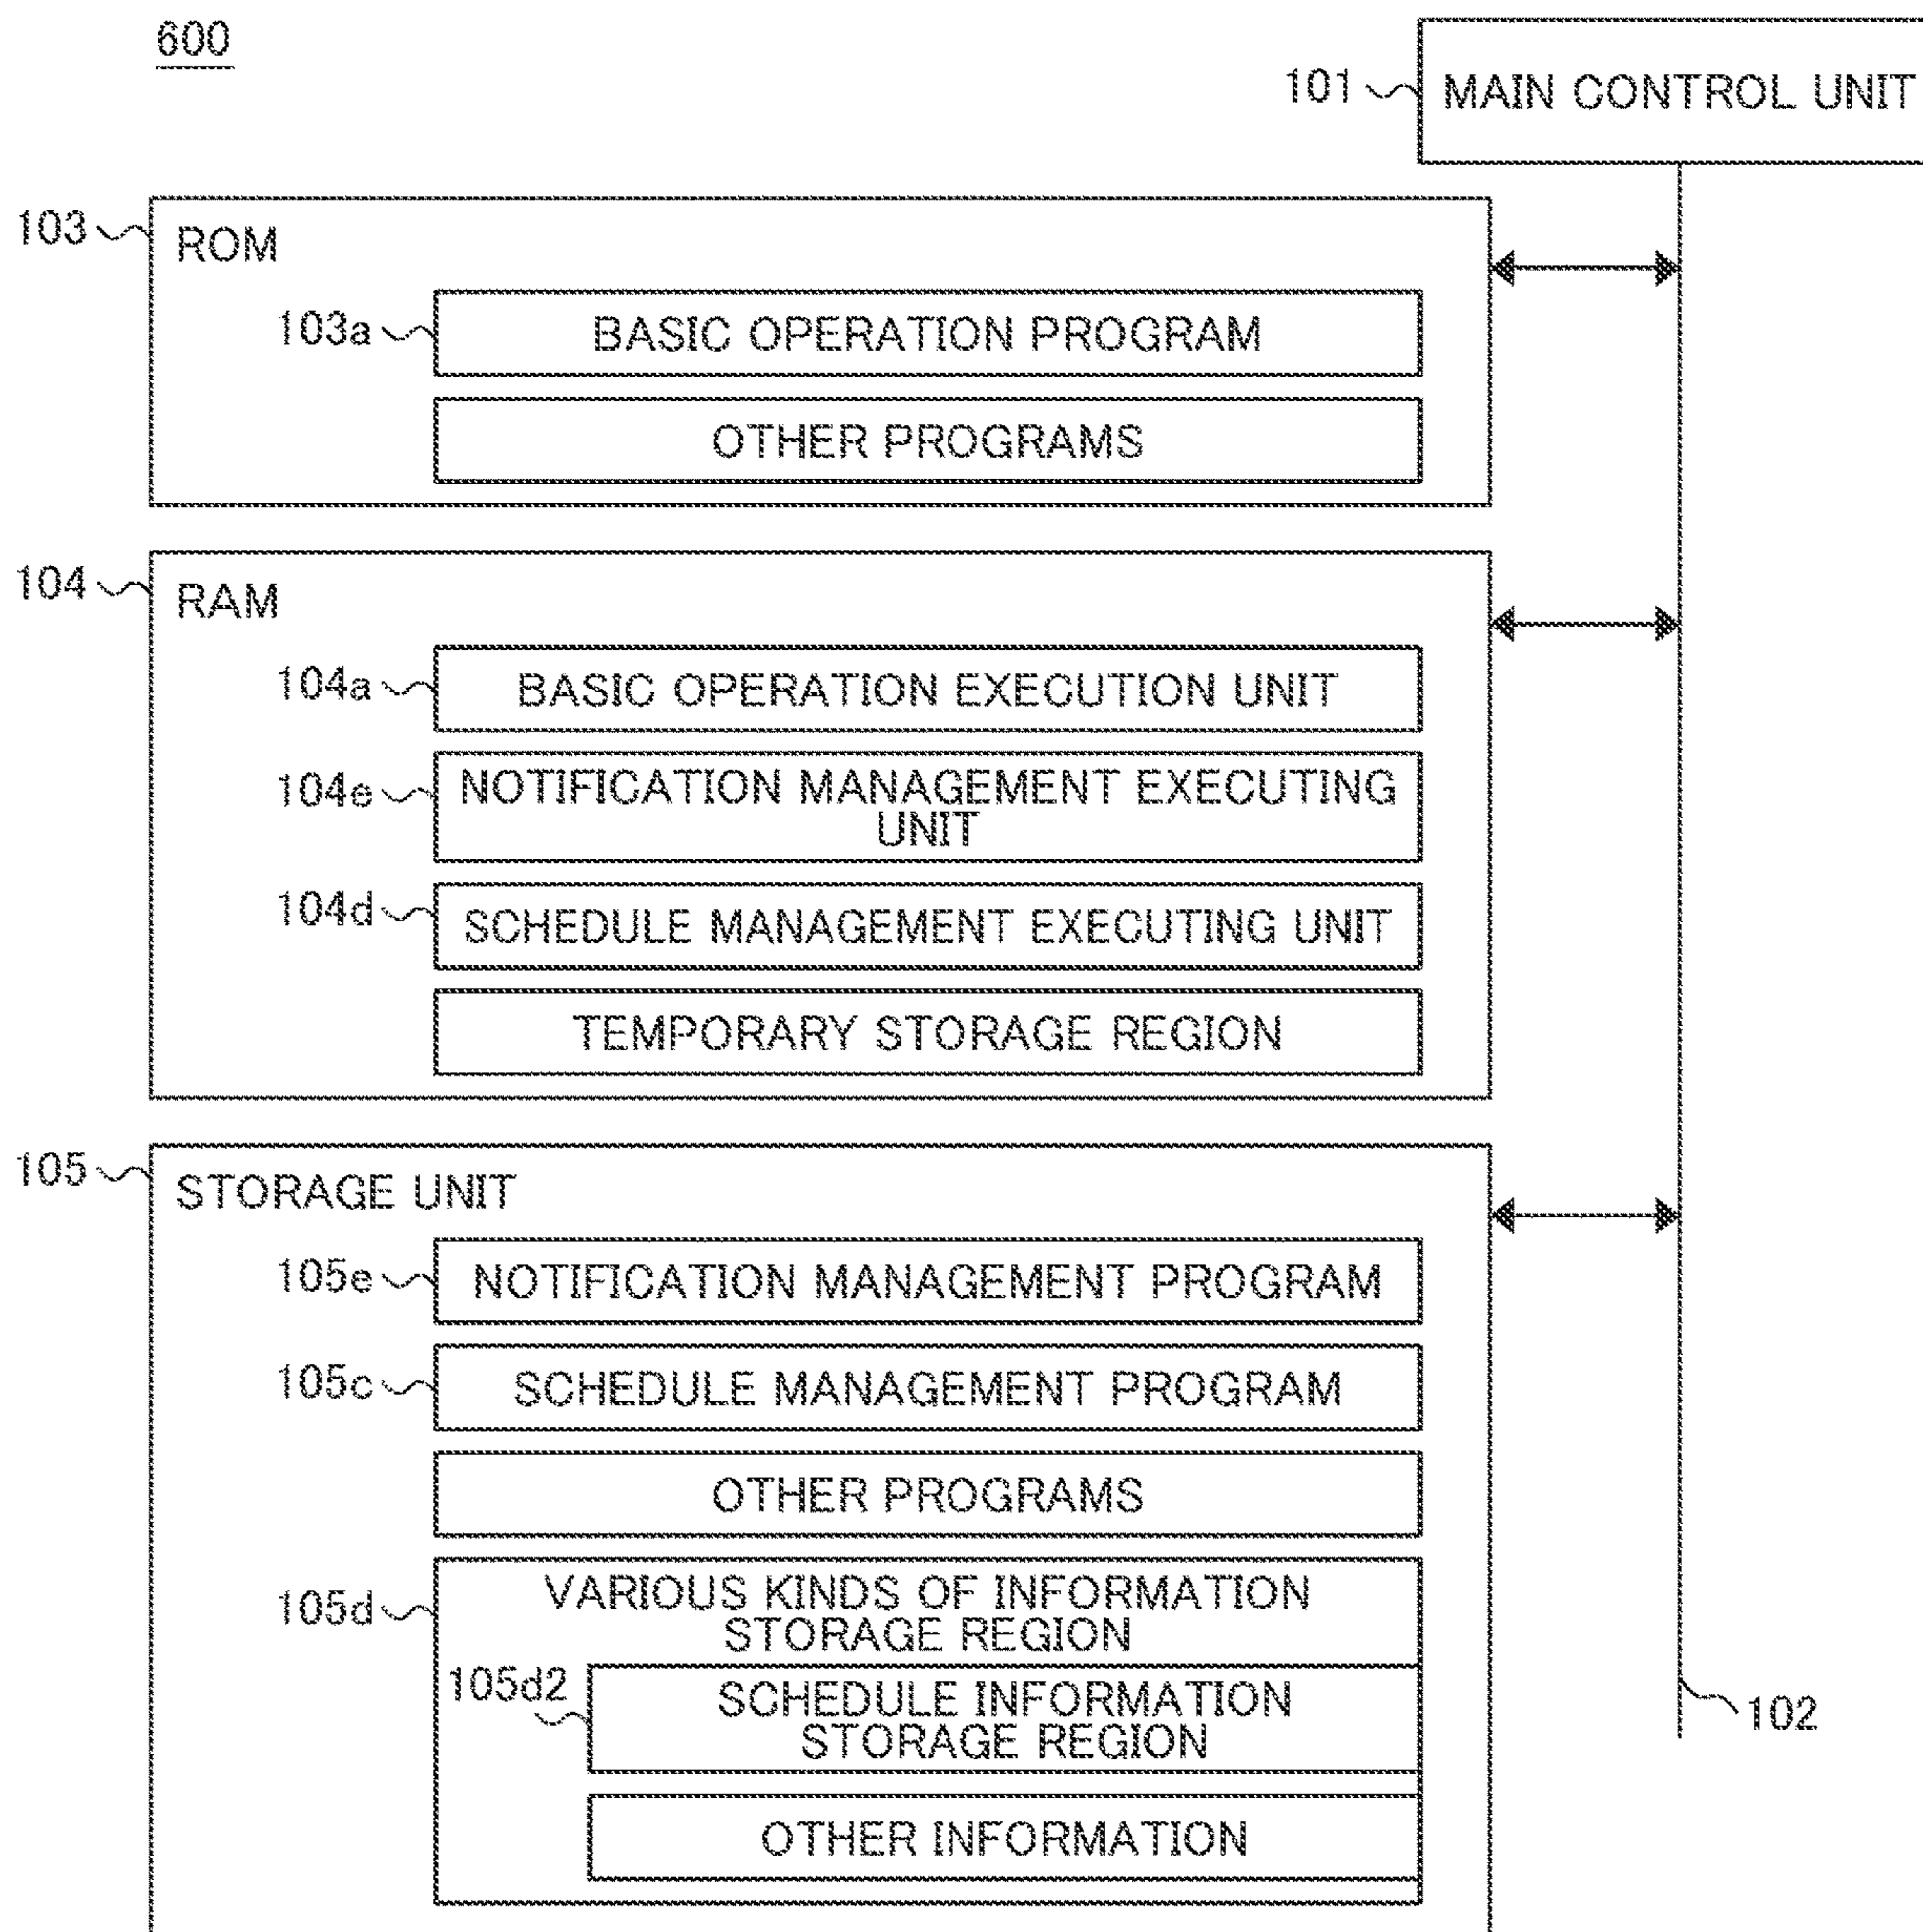 600
101
MAIN CONTROL UNIT
103
ROM
103a
BASIC OPERATION PROGRAM
OTHER PROGRAMS
104
RAM
104a
BASIC OPERATION EXECUTION UNIT
104e
NOTIFICATION MANAGEMENT EXECUTING
UNIT
104d
SCHEDULE MANAGEMENT EXECUTING UNIT
TEMPORARY STORAGE REGION
105
STORAGE UNIT
105e
NOTIFICATION MANAGEMENT PROGRAM
105c
SCHEDULE MANAGEMENT PROGRAM
OTHER PROGRAMS
105d
VARIOUS KINDS OF INFORMATION
STORAGE REGION
105d2
SCHEDULE INFORMATION
STORAGE REGION
102
OTHER INFORMATION